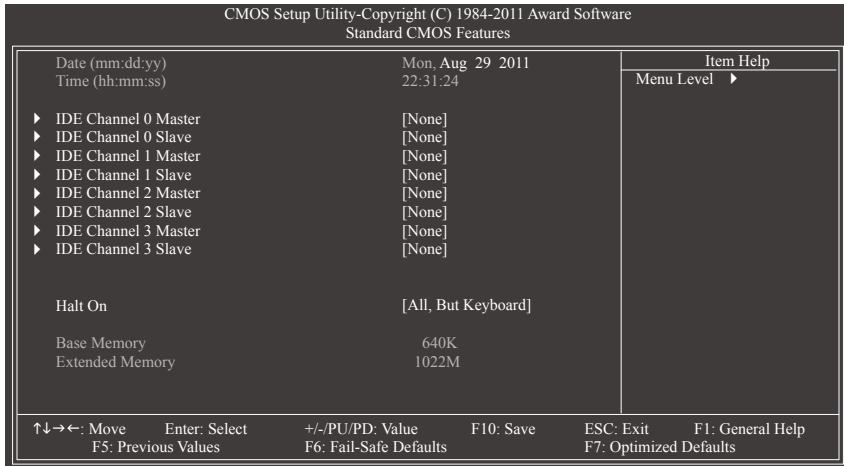 CMOS Setup Utility-Copyright (C) 1984-2011 Award Software
Standard CMOS Features
Date (mm:dd:yy) Mon, Aug 29 2011
Time (hh:mm:ss) 22:31:24
IDE Channel 0 Master [None]
IDE Channel 0 Slave [None]
IDE Channel 1 Master [None]
IDE Channel 1 Slave [None]
IDE Channel 2 Master [None]
IDE Channel 2 Slave [None]
IDE Channel 3 Master [None]
IDE Channel 3 Slave [None]
Halt On [All, But Keyboard]
Base Memory 640K
Extended Memory 1022M
Item Help
Menu Level ▶
↑↓→←: Move Enter: Select +/-/PU/PD: Value F10: Save ESC: Exit F1: General Help
F5: Previous Values F6: Fail-Safe Defaults F7: Optimized Defaults